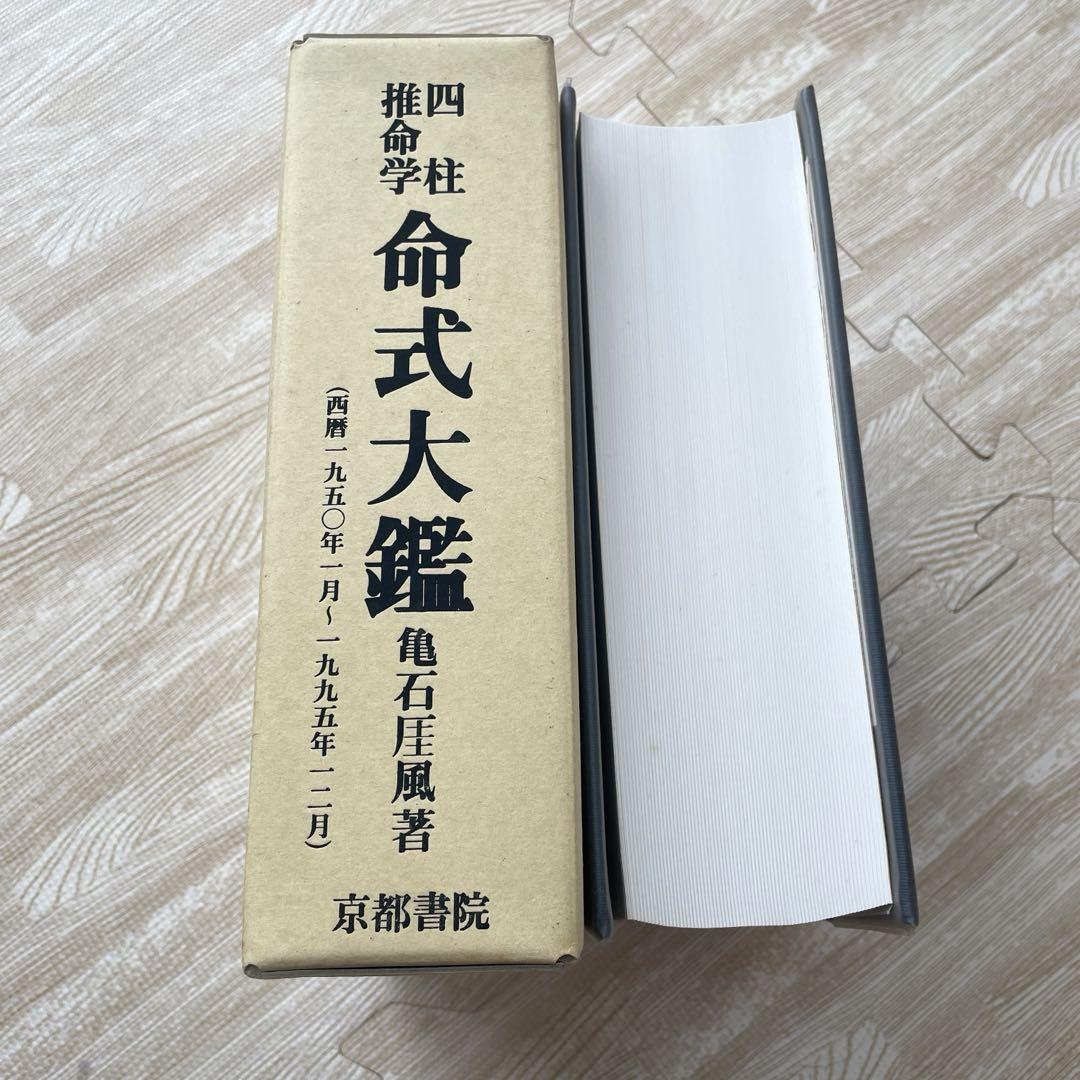 四柱
推命学
命式大鑑
(西暦一九五〇年一月~一九九五年一二月)
亀石厓風著
京都書院